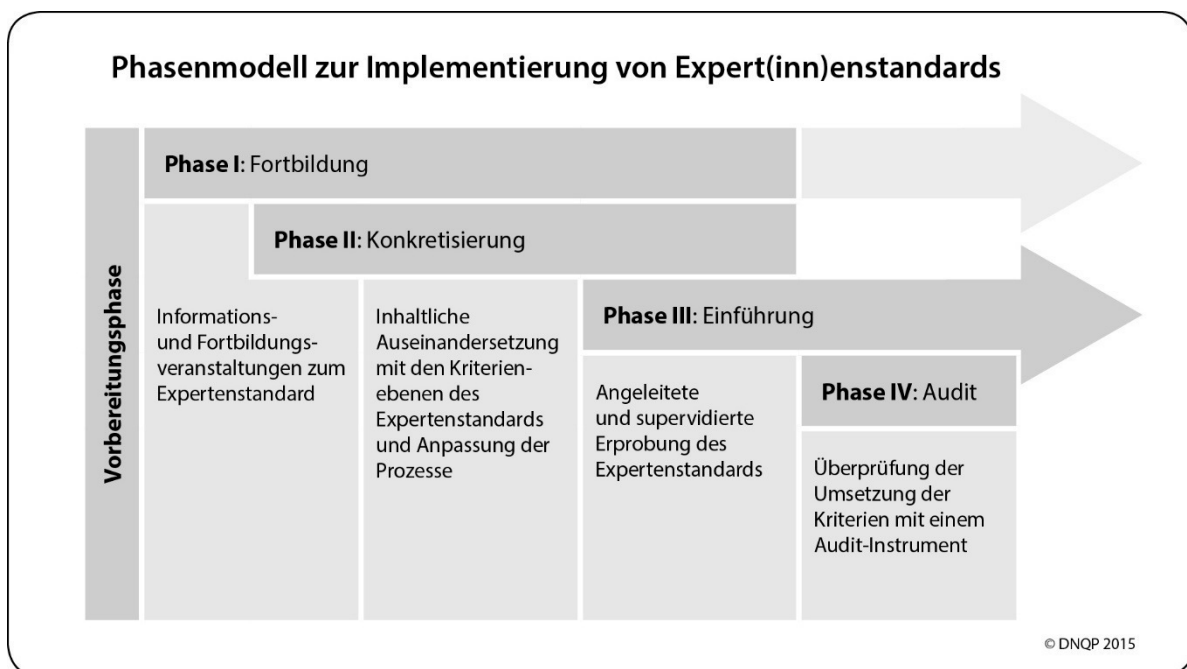 Phasenmodell zur Implementierung von Expert(inn)enstandards
Vorbereitungsphase
Phase I: Fortbildung
Phase II: Konkretisierung
Phase III: Einführung
Phase IV: Audit
Informations-
und Fortbildungs-
veranstaltungen zum
Expertenstandard
Inhaltliche
Auseinandersetzung
mit den Kriterien-
ebenen des
Expertenstandards
und Anpassung der
Prozesse
Angeleitete
und supervidierte
Erprobung des
Expertenstandards
Überprüfung der
Umsetzung der
Kriterien mit einem
Audit-Instrument
© DNQP 2015